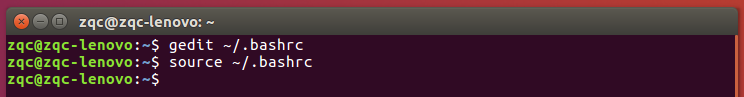 zqc@zqc-lenovo: ~
zqc@zqc-lenovo:~$ gedit ~/.bashrc
zqc@zqc-lenovo:~$ source ~/.bashrc
zqc@zqc-lenovo:~$